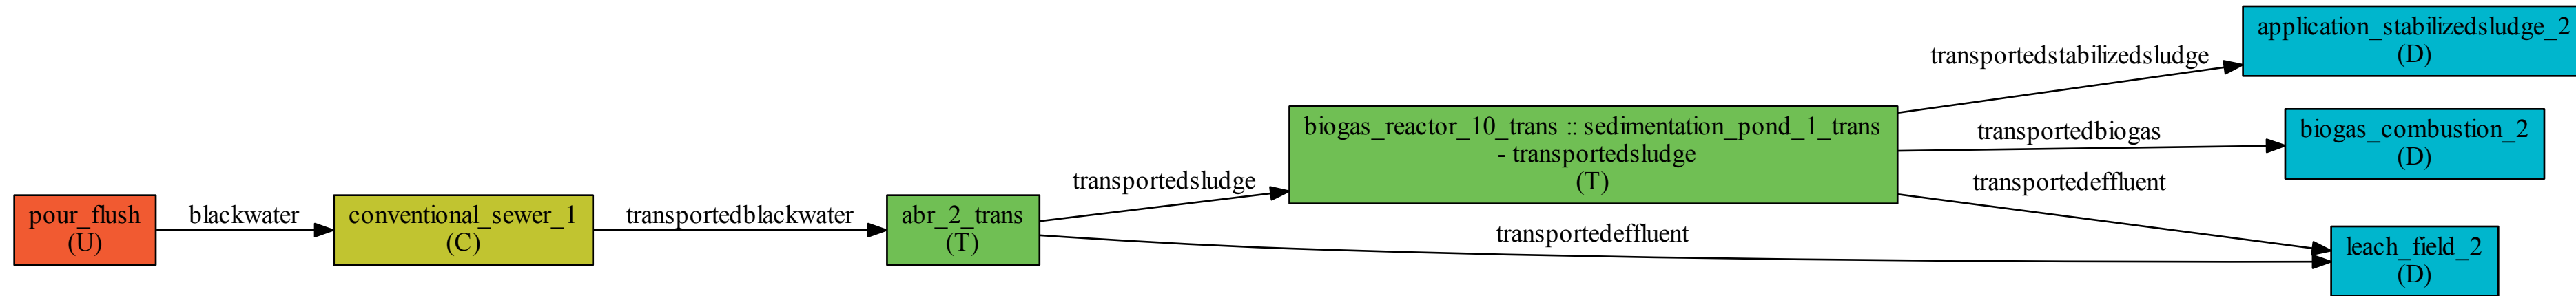 pour_flush
(U)
blackwater
conventional_sewer_1
(C)
transportedblackwater
abr_2_trans
(T)
transportedsludge
transportedeffluent
biogas_reactor_10_trans :: sedimentation_pond_1_trans
- transportedsludge
(T)
transportedstabilizedsludge
transportedbiogas
transportedeffluent
application_stabilizedsludge_2
(D)
biogas_combustion_2
(D)
leach_field_2
(D)